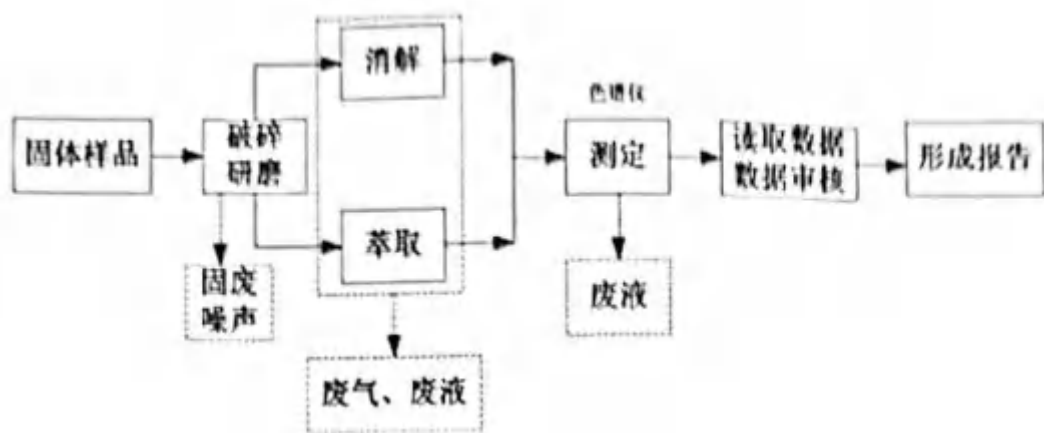 消解
色谱仪
固体样品
破碎
研磨
测定
读取数据
数据审核
形成报告
萃取
固废
噪声
废液
废气、废液